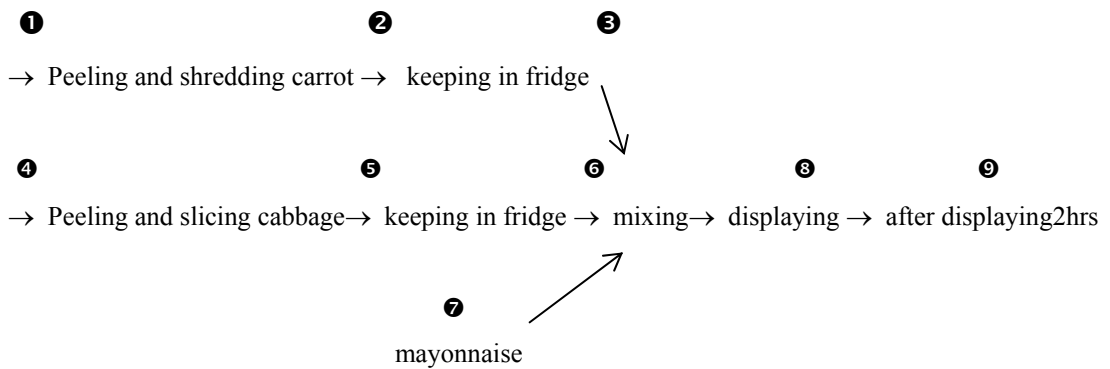 ❶ ❷ ❸
→ Peeling and shredding carrot → keeping in fridge
❹ ❺ ❻ ❽ ❾
→ Peeling and slicing cabbage→ keeping in fridge → mixing→ displaying → after displaying2hrs
❼
mayonnaise